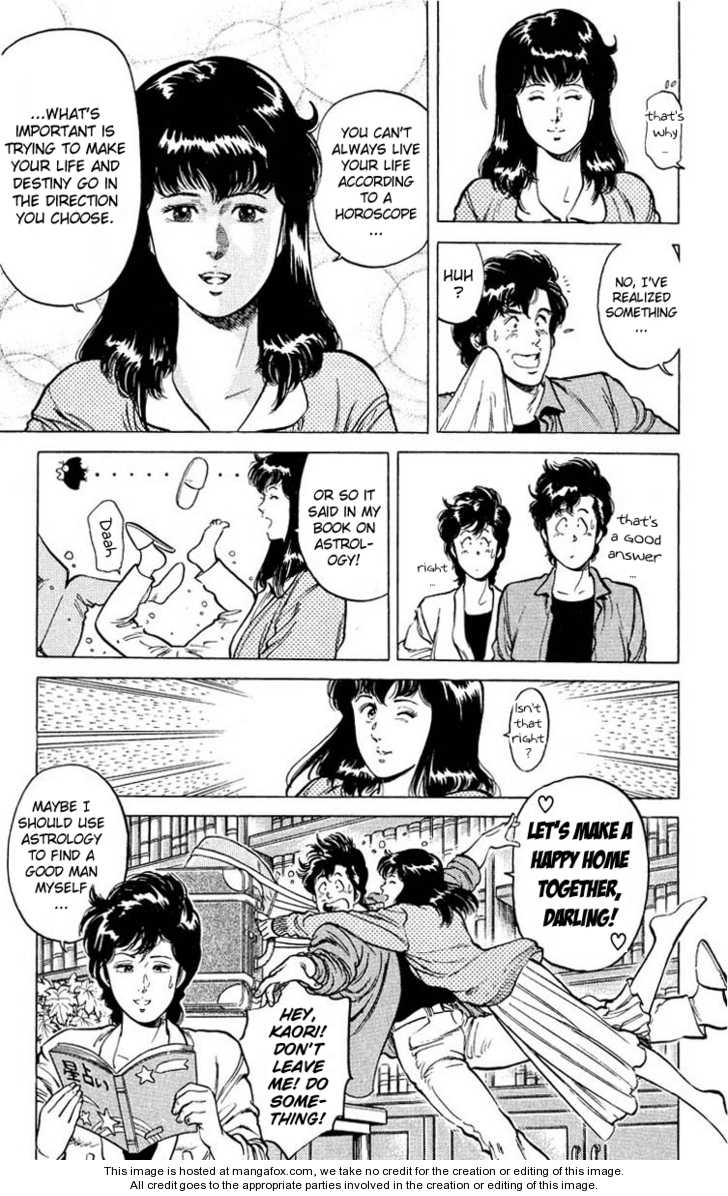 that's
why
...
NO, I'VE
REALIZED
SOMETHING
...
HUH
?
YOU CAN'T
ALWAYS LIVE
YOUR LIFE
ACCORDING
TO A
HOROSCOPE
...
...WHAT'S
IMPORTANT IS
TRYING TO MAKE
YOUR LIFE AND
DESTINY GO IN
THE DIRECTION
YOU CHOOSE.
that's
a GOOd
answer
...
right
...
OR SO IT
SAID IN MY
BOOK ON
ASTROL-
OGY!
Daah
Isn't
that
right
?
LET'S MAKE A
HAPPY HOME
TOGETHER,
DARLING!
HEY,
KAORI!
DON'T
LEAVE
ME! DO
SOME-
THING!
MAYBE I
SHOULD USE
ASTROLOGY
TO FIND A
GOOD MAN
MYSELF
...
星占い
This image is hosted at mangafox.com, we take no credit for the creation or editing of this image.
All credit goes to the appropriate parties involved in the creation or editing of this image.